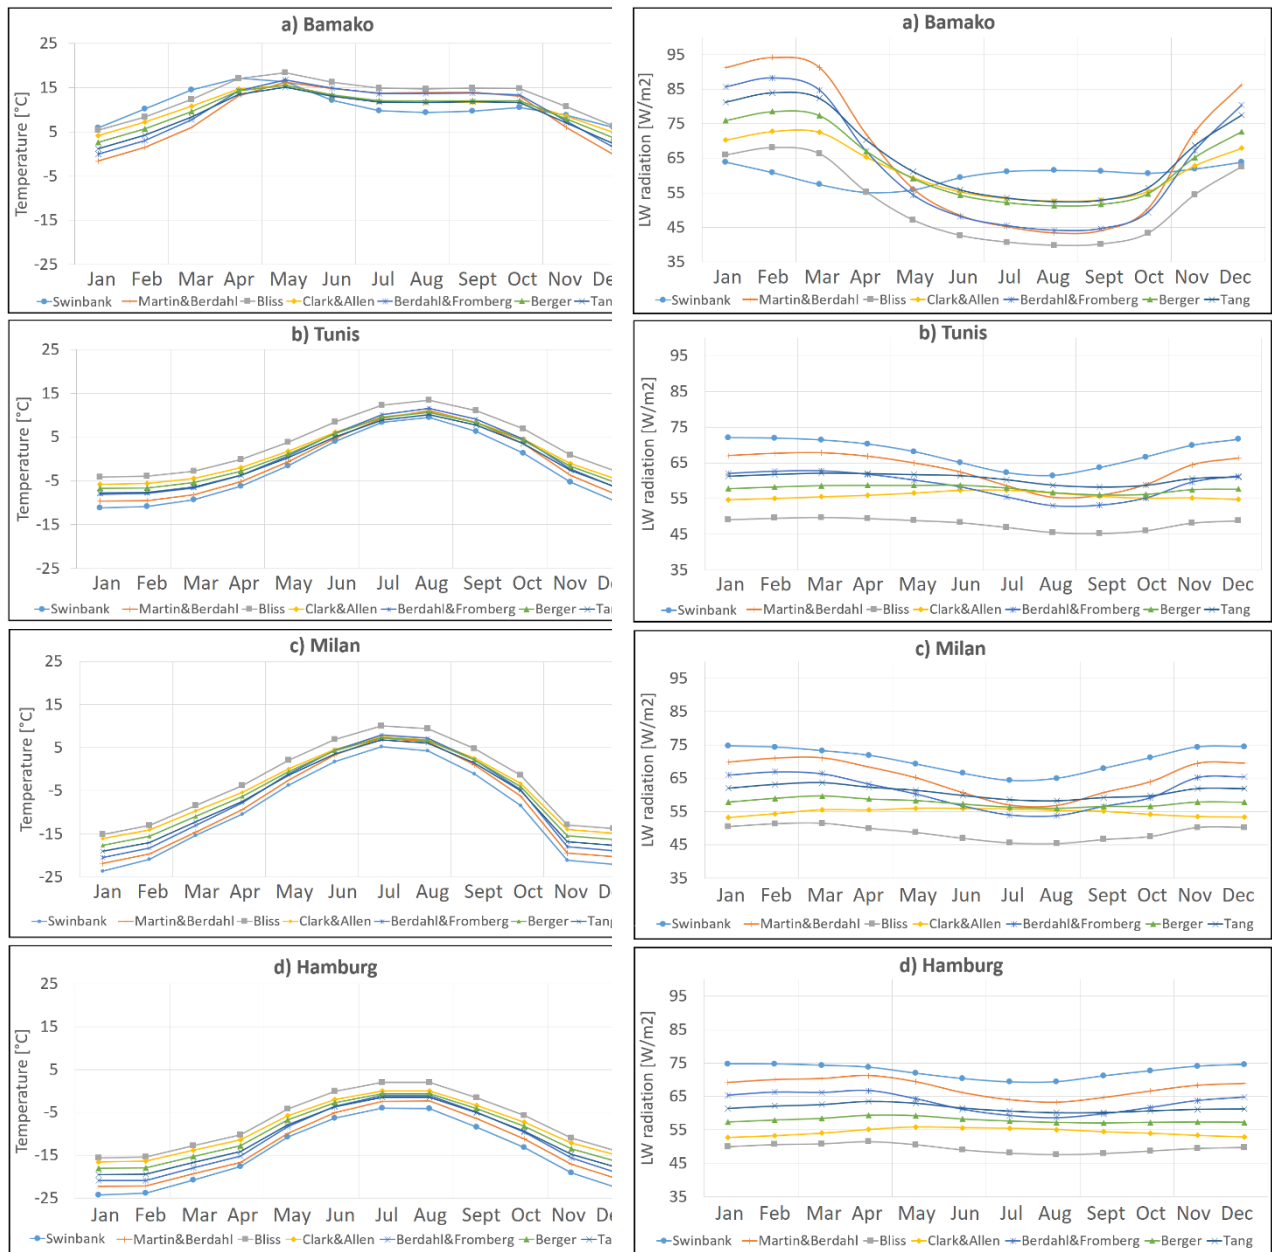 a) Bamako
Temperature [°C]
25
15
5
-5
-15
-25
Jan Feb Mar Apr May Jun Jul Aug Sept Oct Nov Dec
Swinbank Martin&Berdahl Bliss Clark&Allen Berdahl&Fromberg Berger Tang
a) Bamako
LW radiation [W/m2]
95
85
75
65
55
45
35
Jan Feb Mar Apr May Jun Jul Aug Sept Oct Nov Dec
Swinbank Martin&Berdahl Bliss Clark&Allen Berdahl&Fromberg Berger Tang
b) Tunis
Temperature [°C]
25
15
5
-5
-15
-25
Jan Feb Mar Apr May Jun Jul Aug Sept Oct Nov De
Swinbank Martin&Berdahl Bliss Clark&Allen Berdahl&Fromberg Berger Tang
b) Tunis
LW radiation [W/m2]
95
85
75
65
55
45
35
Jan Feb Mar Apr May Jun Jul Aug Sept Oct Nov Dec
Swinbank Martin&Berdahl Bliss Clark&Allen Berdahl&Fromberg Berger Tang
c) Milan
Temperature [°C]
25
15
5
-5
-15
-25
Jan Feb Mar Apr May Jun Jul Aug Sept Oct Nov De
Swinbank Martin&Berdahl Bliss Clark&Allen Berdahl&Fromberg Berger Tang
c) Milan
LW radiation [W/m2]
95
85
75
65
55
45
35
Jan Feb Mar Apr May Jun Jul Aug Sept Oct Nov Dec
Swinbank Martin&Berdahl Bliss Clark&Allen Berdahl&Fromberg Berger Tang
d) Hamburg
Temperature [°C]
25
15
5
-5
-15
-25
Jan Feb Mar Apr May Jun Jul Aug Sept Oct Nov De
Swinbank Martin&Berdahl Bliss Clark&Allen Berdahl&Fromberg Berger Tang
d) Hamburg
LW radiation [W/m2]
95
85
75
65
55
45
35
Jan Feb Mar Apr May Jun Jul Aug Sept Oct Nov Dec
Swinbank Martin&Berdahl Bliss Clark&Allen Berdahl&Fromberg Berger Tang